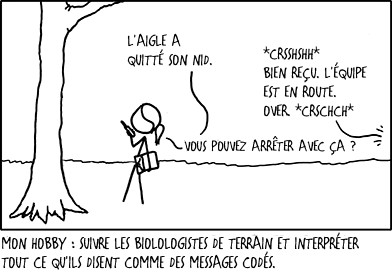 L'AIGLE A
QUITTÉ SON NID.
*CRSSHSHH*
BIEN REÇU. L'ÉQUIPE
EST EN ROUTE.
OVER. *CRSCHCH*
VOUS POUVEZ ARRÊTER AVEC ÇA ?
MON HOBBY : SUIVRE LES BIOLOLOGISTES DE TERRAIN ET INTERPRÉTER
TOUT CE QU'ILS DISENT COMME DES MESSAGES CODÉS.